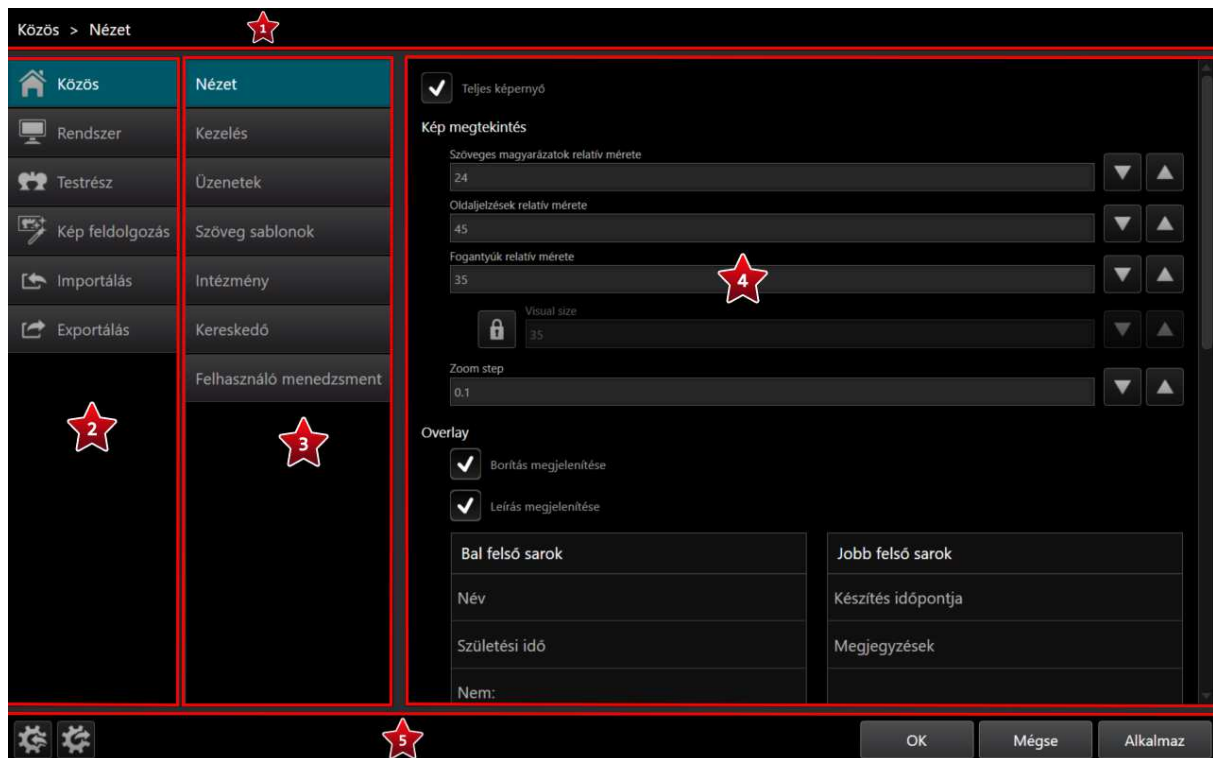 Közös > Nézet
1
Közös
Rendszer
Testrész
Kép feldolgozás
Importálás
Exportálás
2
Nézet
Kezelés
Üzenetek
Szöveg sablonok
Intézmény
Kereskedő
Felhasználó menedzsment
3
Teljes képernyő
Kép megtekintés
Szöveges magyarázatok relatív mérete
24
Oldaljelzések relatív mérete
45
Fogantyúk relatív mérete
35
4
Visual size
35
Zoom step
0.1
Overlay
Borítás megjelenítése
Leírás megjelenítése
Bal felső sarok
Név
Születési idő
Nem:
Jobb felső sarok
Készítés időpontja
Megjegyzések
5
OK
Mégse
Alkalmaz